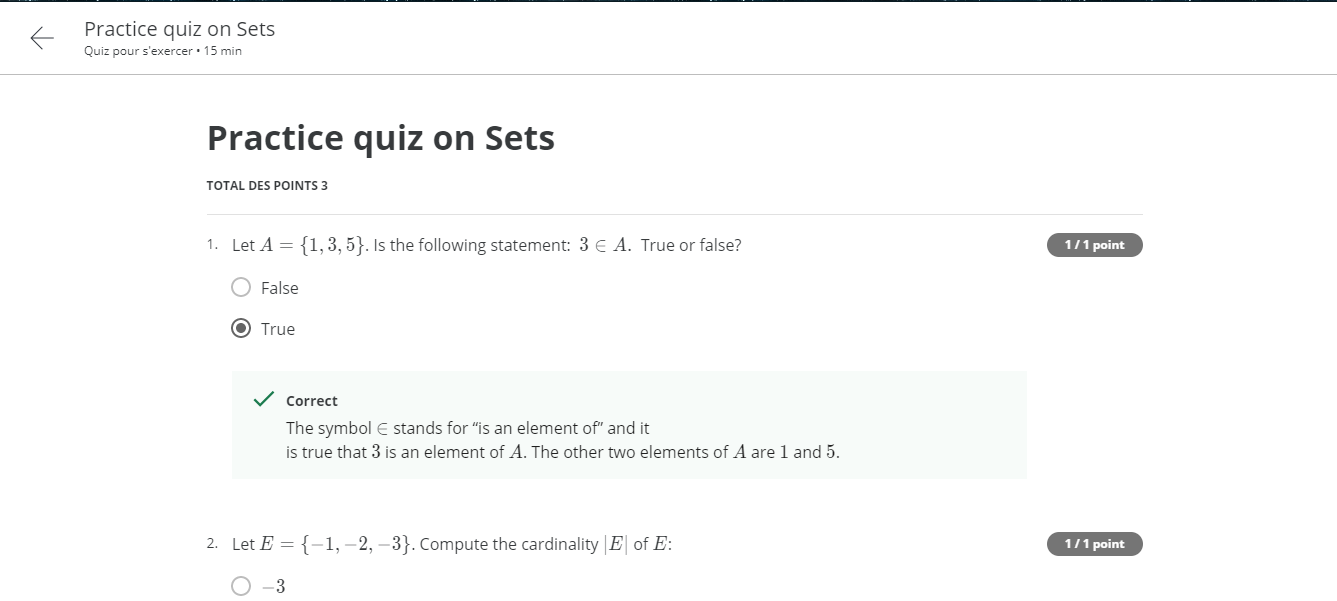 Practice quiz on Sets
Quiz pour s'exercer • 15 min
Practice quiz on Sets
TOTAL DES POINTS 3
1. Let A = {1, 3, 5}. Is the following statement: 3 ∈ A. True or false?
1 / 1 point
False
True
Correct
The symbol ∈ stands for “is an element of” and it
is true that 3 is an element of A. The other two elements of A are 1 and 5.
2. Let E = {−1, −2, −3}. Compute the cardinality |E| of E:
1 / 1 point
−3